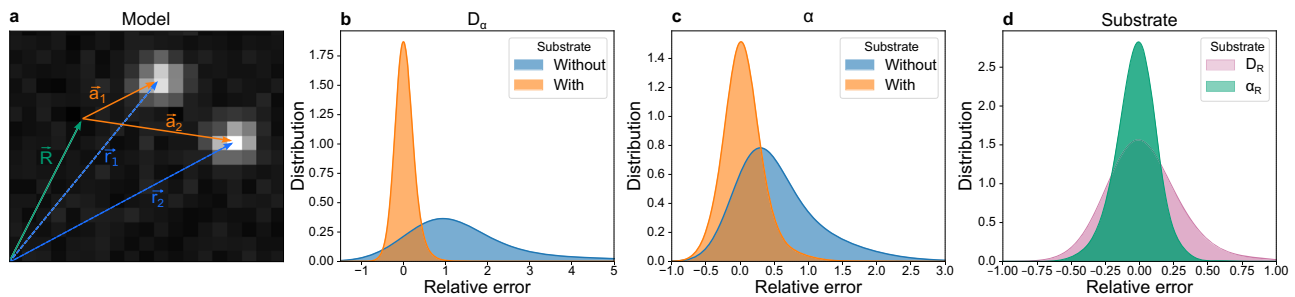 a
Model
a⃗₁
a⃗₂
R⃗
r⃗₁
r⃗₂
b
D_α
Distribution
1.75
1.50
1.25
1.00
0.75
0.50
0.25
0.00
Substrate
Without
With
−1 0 1 2 3 4 5
Relative error
c
α
Distribution
1.4
1.2
1.0
0.8
0.6
0.4
0.2
0.0
Substrate
Without
With
−1.0 −0.5 0.0 0.5 1.0 1.5 2.0 2.5 3.0
Relative error
d
Substrate
Distribution
2.5
2.0
1.5
1.0
0.5
0.0
Substrate
D_R
α_R
−1.00 −0.75 −0.50 −0.25 0.00 0.25 0.50 0.75 1.00
Relative error